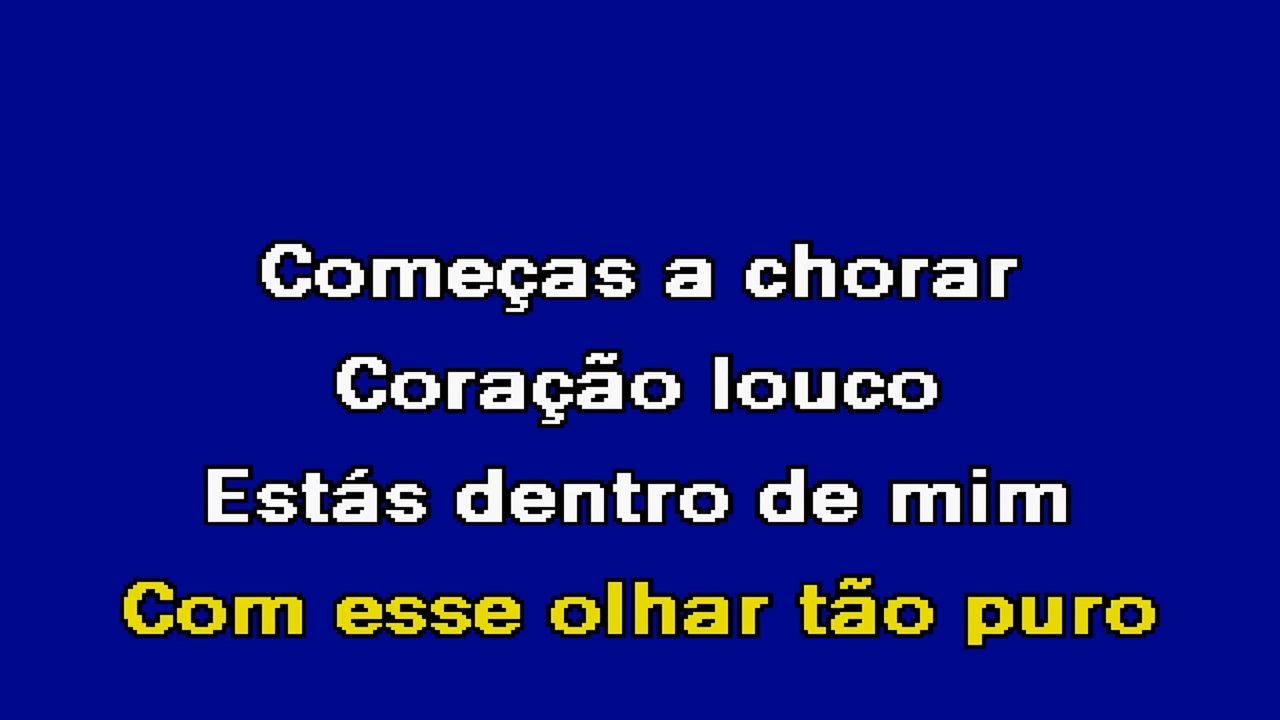 Começas a chorar
Coração louco
Estás dentro de mim
Com esse olhar tão puro